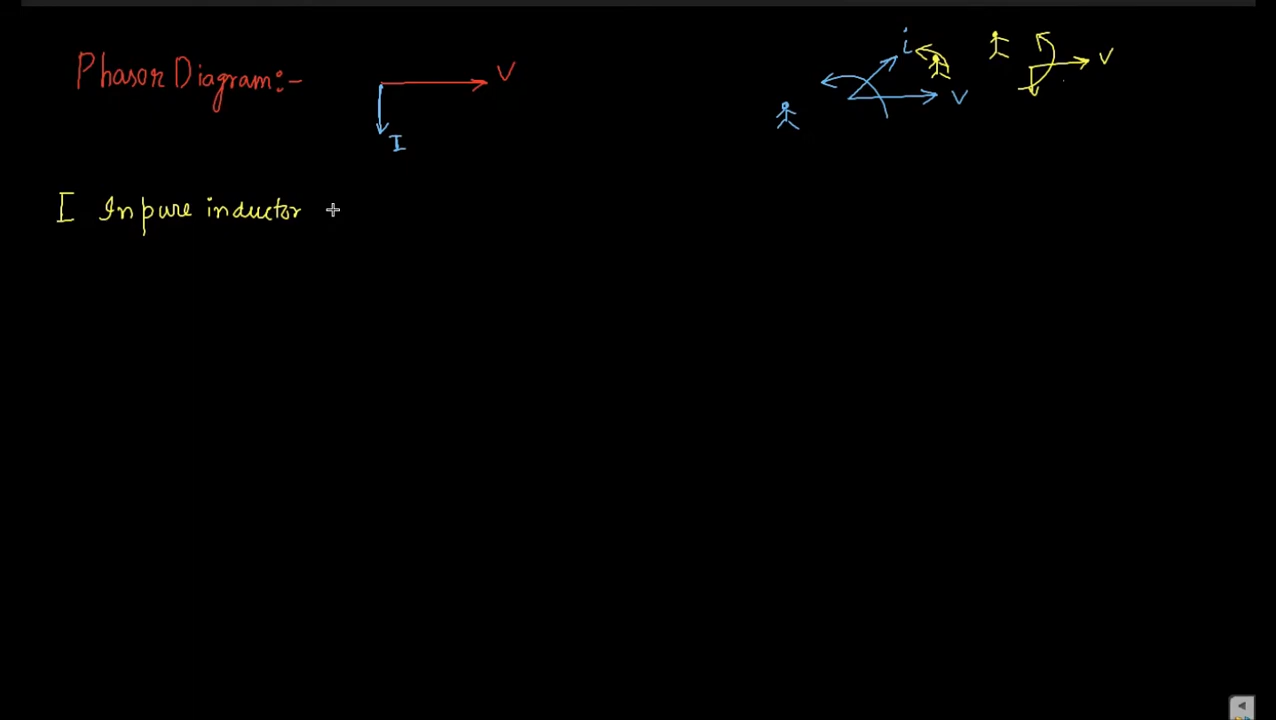 Phasor Diagram:-
V
I
i
V
V
[ In pure inductor